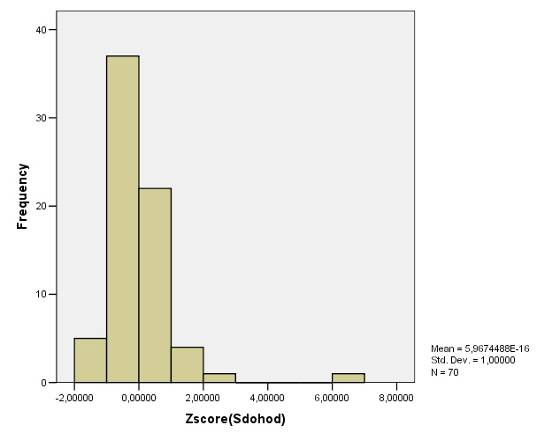 40
30
20
10
0
Frequency
-2,00000 0,00000 2,00000 4,00000 6,00000 8,00000
Zscore(Sdohod)
Mean = 5,9674488E-16
Std. Dev. = 1,00000
N = 70